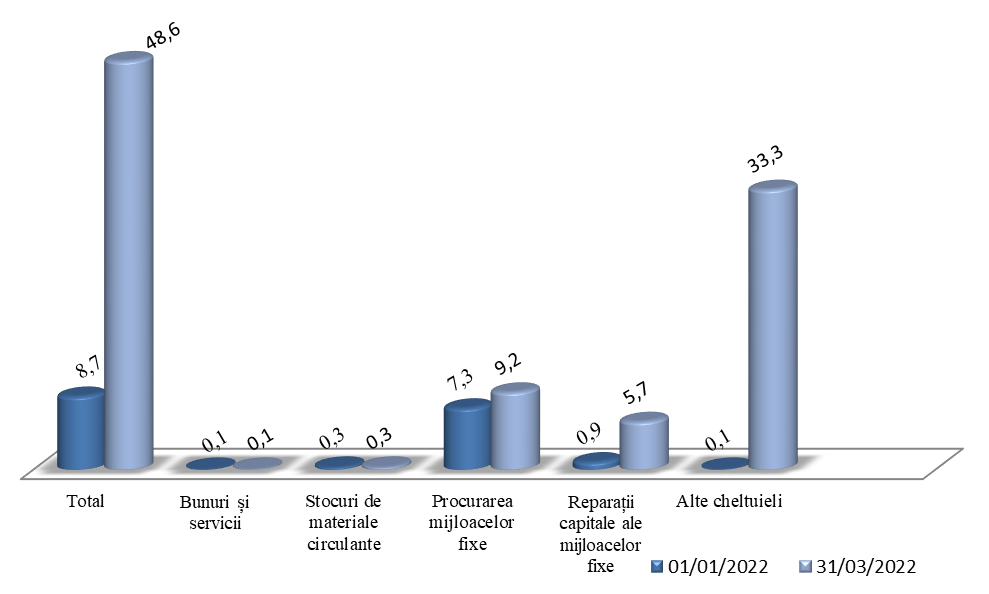 48,6
33,3
8,7
7,3
9,2
5,7
0,1
0,1
0,3
0,3
0,9
0,1
Total
Bunuri și
servicii
Stocuri de
materiale
circulante
Procurarea
mijloacelor
fixe
Reparații
capitale ale
mijloacelor
fixe
Alte cheltuieli
01/01/2022
31/03/2022